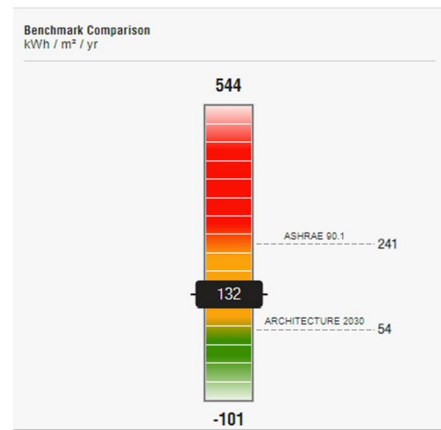 Benchmark Comparison
kWh / m² / yr
544
ASHRAE 90.1
241
132
ARCHITECTURE 2030
54
-101